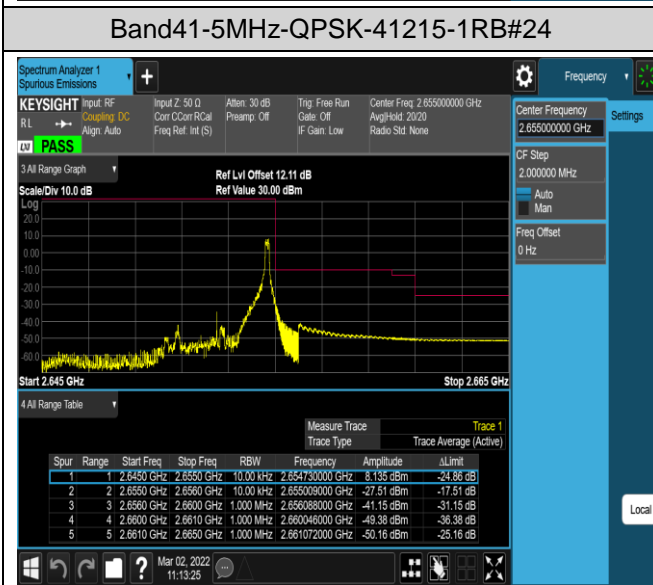 Band41-5MHz-QPSK-41215-1RB#24
Spectrum Analyzer 1
Spurious Emissions
Frequency
KEYSIGHT Input: RF Input Z: 50 Ω Atten: 30 dB Trig: Free Run Center Freq: 2.655000000 GHz
R L Coupling: DC Corr CCorr RCal Preamp: Off Gate: Off Avg|Hold: 20/20
Align: Auto Freq Ref: Int (S) IF Gain: Low Radio Std: None
LXI PASS
Center Frequency
2.655000000 GHz
Settings
CF Step
2.000000 MHz
Auto
Man
Freq Offset
0 Hz
3 All Range Graph
Ref Lvl Offset 12.11 dB
Scale/Div 10.0 dB Ref Value 30.00 dBm
Log
20.0
10.0
0.00
-10.0
-20.0
-30.0
-40.0
-50.0
-60.0
Start 2.645 GHz Stop 2.665 GHz
4 All Range Table
Measure Trace Trace 1
Trace Type Trace Average (Active)
Spur Range Start Freq Stop Freq RBW Frequency Amplitude ΔLimit
1 1 2.6450 GHz 2.6550 GHz 10.00 kHz 2.654730000 GHz 8.135 dBm -24.86 dB
2 2 2.6550 GHz 2.6560 GHz 10.00 kHz 2.655009000 GHz -27.51 dBm -17.51 dB
3 3 2.6560 GHz 2.6600 GHz 1.000 MHz 2.656088000 GHz -41.15 dBm -31.15 dB
4 4 2.6600 GHz 2.6610 GHz 1.000 MHz 2.660046000 GHz -49.38 dBm -36.38 dB
5 5 2.6610 GHz 2.6650 GHz 1.000 MHz 2.661072000 GHz -50.16 dBm -25.16 dB
Local
Mar 02, 2022
11:13:25